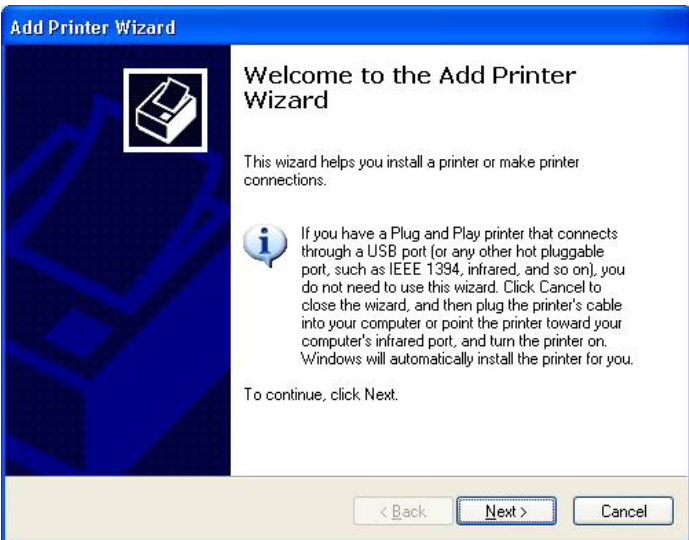 Add Printer Wizard
Welcome to the Add Printer
Wizard
This wizard helps you install a printer or make printer
connections.
If you have a Plug and Play printer that connects
through a USB port (or any other hot pluggable
port, such as IEEE 1394, infrared, and so on), you
do not need to use this wizard. Click Cancel to
close the wizard, and then plug the printer's cable
into your computer or point the printer toward your
computer's infrared port, and turn the printer on.
Windows will automatically install the printer for you.
To continue, click Next.
< Back Next > Cancel